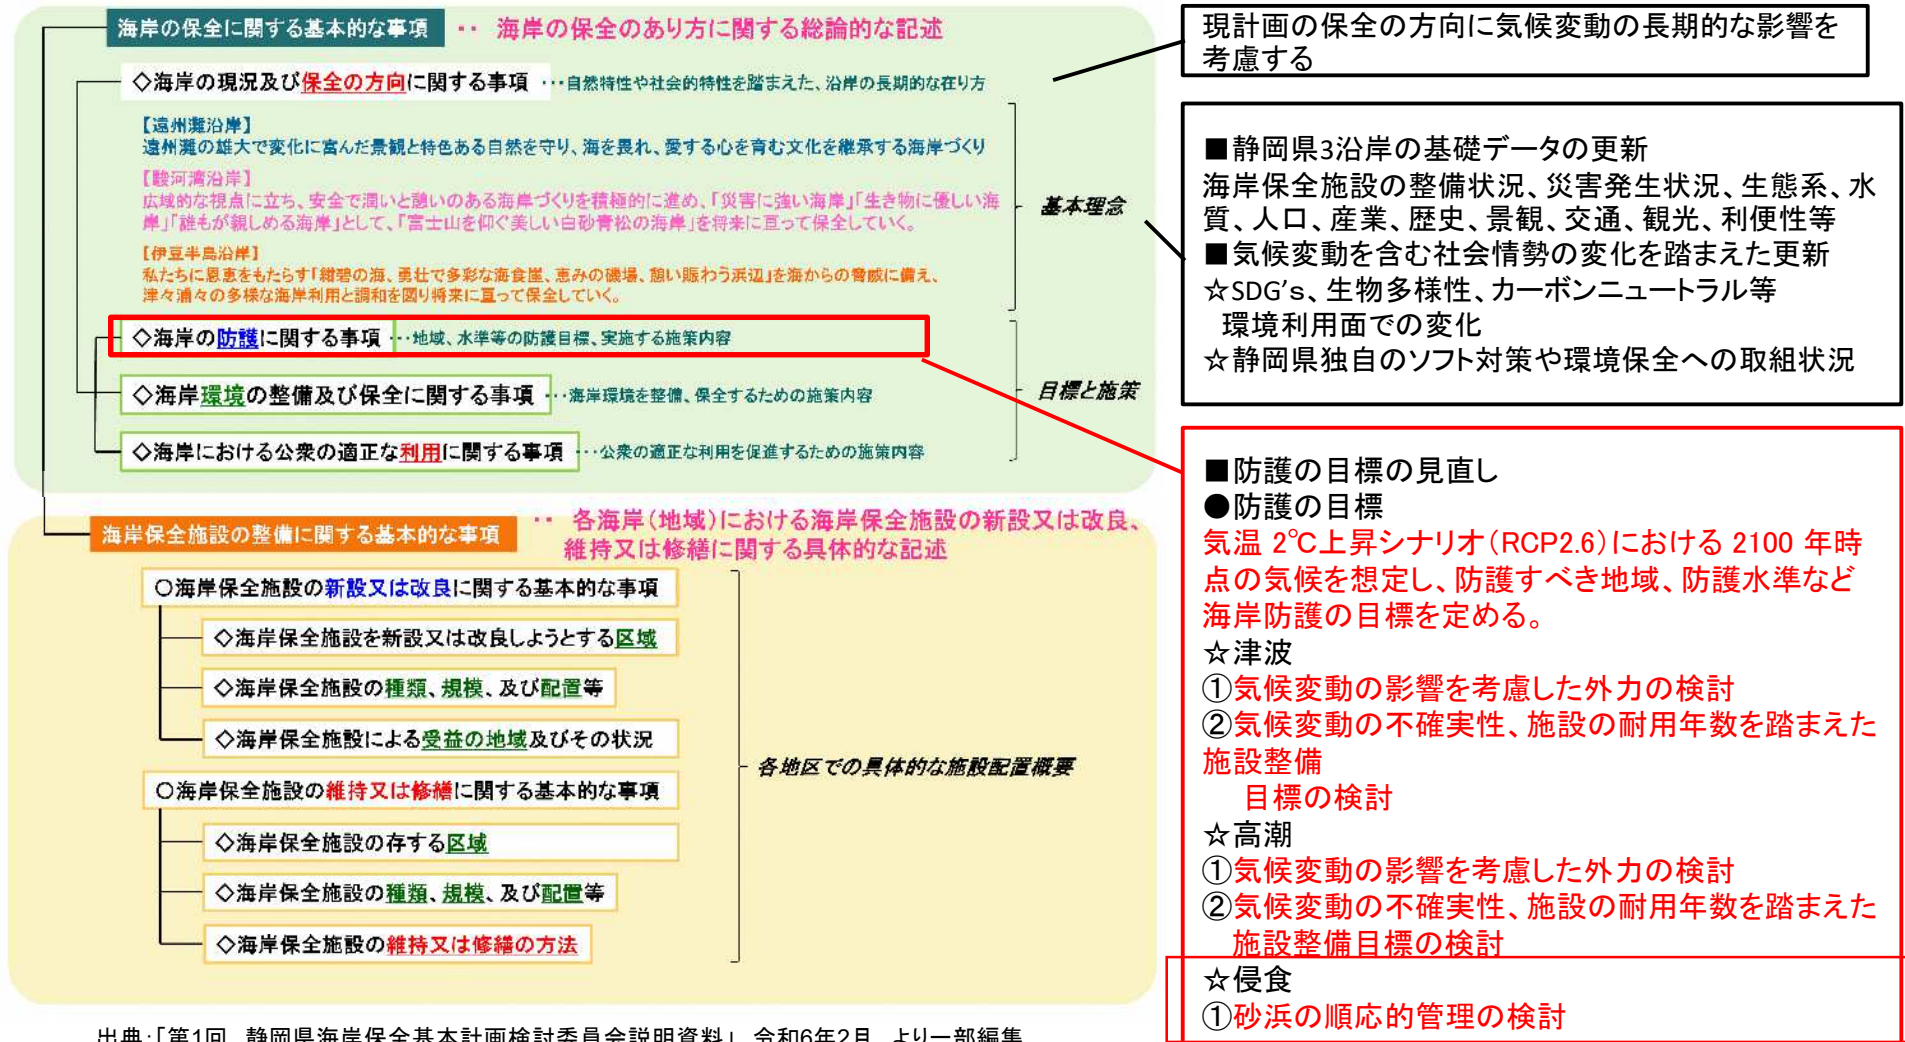 海岸の保全に関する基本的な事項 ‥ 海岸の保全のあり方に関する総論的な記述
◇海岸の現況及び保全の方向に関する事項 …自然特性や社会的特性を踏まえた、沿岸の長期的な在り方
【遠州灘沿岸】
遠州灘の雄大で変化に富んだ景観と特色ある自然を守り、海を畏れ、愛する心を育む文化を継承する海岸づくり
【駿河湾沿岸】
広域的な視点に立ち、安全で潤いと憩いのある海岸づくりを積極的に進め、「災害に強い海岸」「生き物に優しい海
岸」「誰もが親しめる海岸」として、「富士山を仰ぐ美しい白砂青松の海岸」を将来に亘って保全していく。
【伊豆半島沿岸】
私たちに恩恵をもたらす「紺碧の海、勇壮で多彩な海食崖、恵みの磯場、憩い賑わう浜辺」を海からの脅威に備え、
津々浦々の多様な海岸利用と調和を図り将来に亘って保全していく。
基本理念
◇海岸の防護に関する事項 …地域、水準等の防護目標、実施する施策内容
◇海岸環境の整備及び保全に関する事項 …海岸環境を整備、保全するための施策内容
◇海岸における公衆の適正な利用に関する事項 …公衆の適正な利用を促進するための施策内容
目標と施策
海岸保全施設の整備に関する基本的な事項 ‥ 各海岸(地域)における海岸保全施設の新設又は改良、
維持又は修繕に関する具体的な記述
○海岸保全施設の新設又は改良に関する基本的な事項
◇海岸保全施設を新設又は改良しようとする区域
◇海岸保全施設の種類、規模、及び配置等
◇海岸保全施設による受益の地域及びその状況
○海岸保全施設の維持又は修繕に関する基本的な事項
◇海岸保全施設の存する区域
◇海岸保全施設の種類、規模、及び配置等
◇海岸保全施設の維持又は修繕の方法
各地区での具体的な施設配置概要
出典:「第1回 静岡県海岸保全基本計画検討委員会説明資料」 令和6年2月 より一部編集
現計画の保全の方向に気候変動の長期的な影響を
考慮する
■静岡県3沿岸の基礎データの更新
海岸保全施設の整備状況、災害発生状況、生態系、水
質、人口、産業、歴史、景観、交通、観光、利便性等
■気候変動を含む社会情勢の変化を踏まえた更新
☆SDG's、生物多様性、カーボンニュートラル等
環境利用面での変化
☆静岡県独自のソフト対策や環境保全への取組状況
■防護の目標の見直し
●防護の目標
気温 2℃上昇シナリオ(RCP2.6)における 2100 年時
点の気候を想定し、防護すべき地域、防護水準など
海岸防護の目標を定める。
☆津波
①気候変動の影響を考慮した外力の検討
②気候変動の不確実性、施設の耐用年数を踏まえた
施設整備
目標の検討
☆高潮
①気候変動の影響を考慮した外力の検討
②気候変動の不確実性、施設の耐用年数を踏まえた
施設整備目標の検討
☆侵食
①砂浜の順応的管理の検討